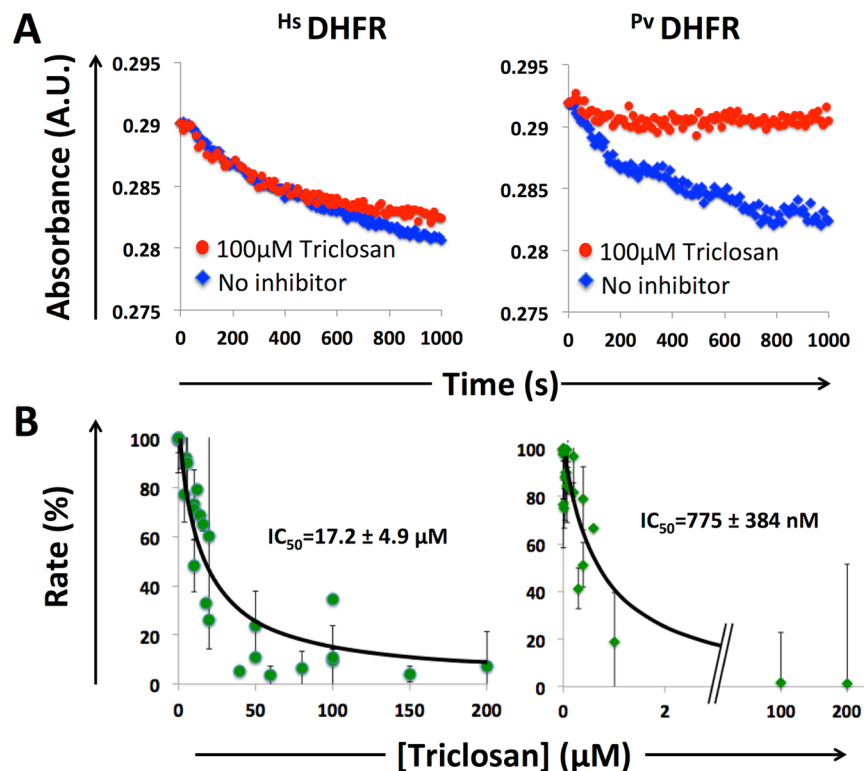 A
Hs DHFR
Pv DHFR
Absorbance (A.U.)
0.295
0.29
0.285
0.28
0.275
100µM Triclosan
No inhibitor
0 200 400 600 800 1000
0.295
0.29
0.285
0.28
0.275
100µM Triclosan
No inhibitor
0 200 400 600 800 1000
Time (s)
B
Rate (%)
100
80
60
40
20
0
IC50=17.2 ± 4.9 µM
0 50 100 150 200
100
80
60
40
20
0
IC50=775 ± 384 nM
0 2 100 200
[Triclosan] (µM)